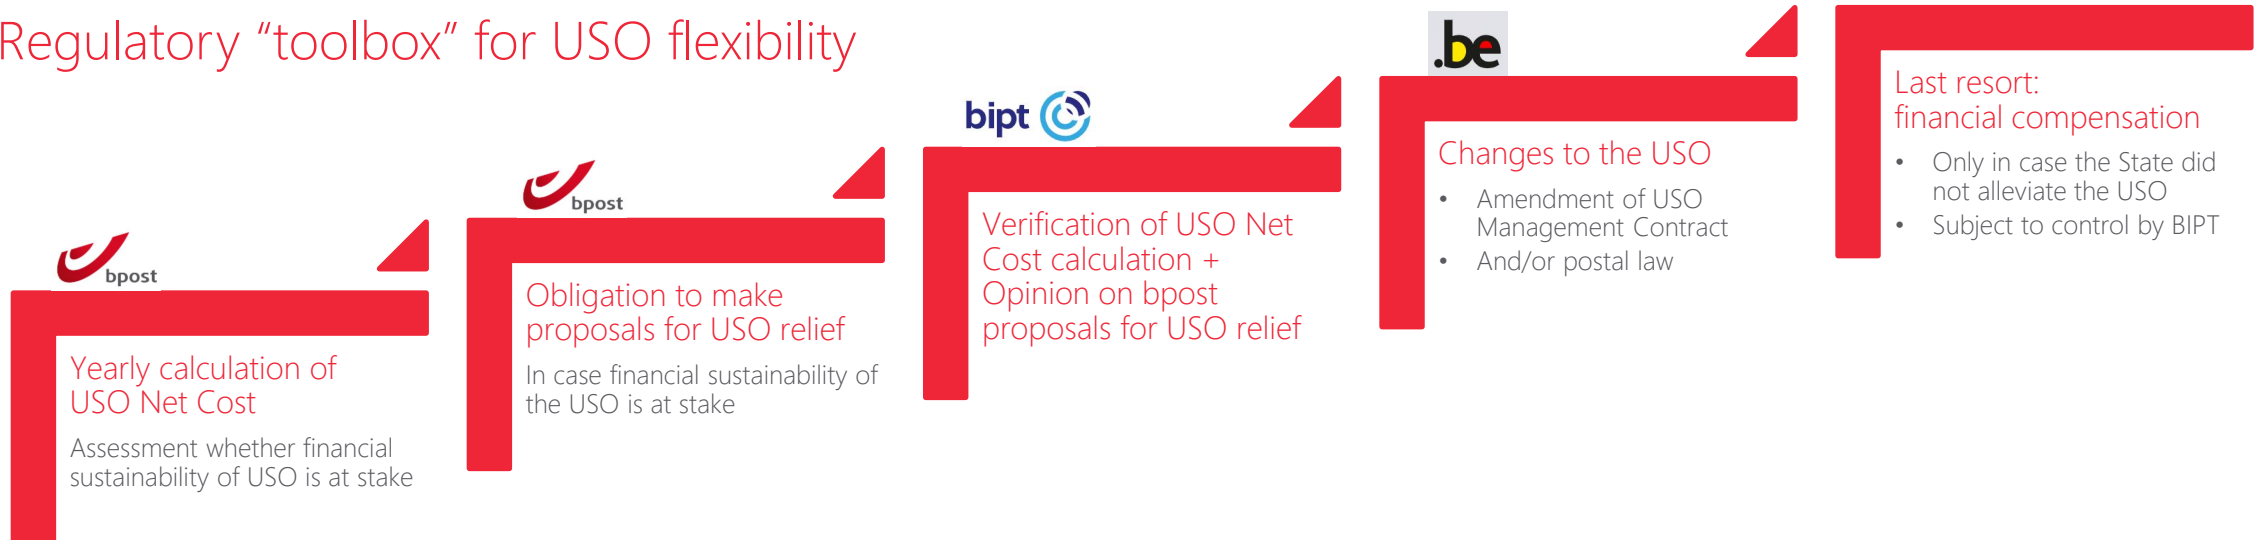 Regulatory “toolbox” for USO flexibility
bpost
Yearly calculation of
USO Net Cost
Assessment whether financial
sustainability of USO is at stake
bpost
Obligation to make
proposals for USO relief
In case financial sustainability of
the USO is at stake
bipt
Verification of USO Net
Cost calculation +
Opinion on bpost
proposals for USO relief
.be
Changes to the USO
• Amendment of USO
Management Contract
• And/or postal law
Last resort:
financial compensation
• Only in case the State did
not alleviate the USO
• Subject to control by BIPT